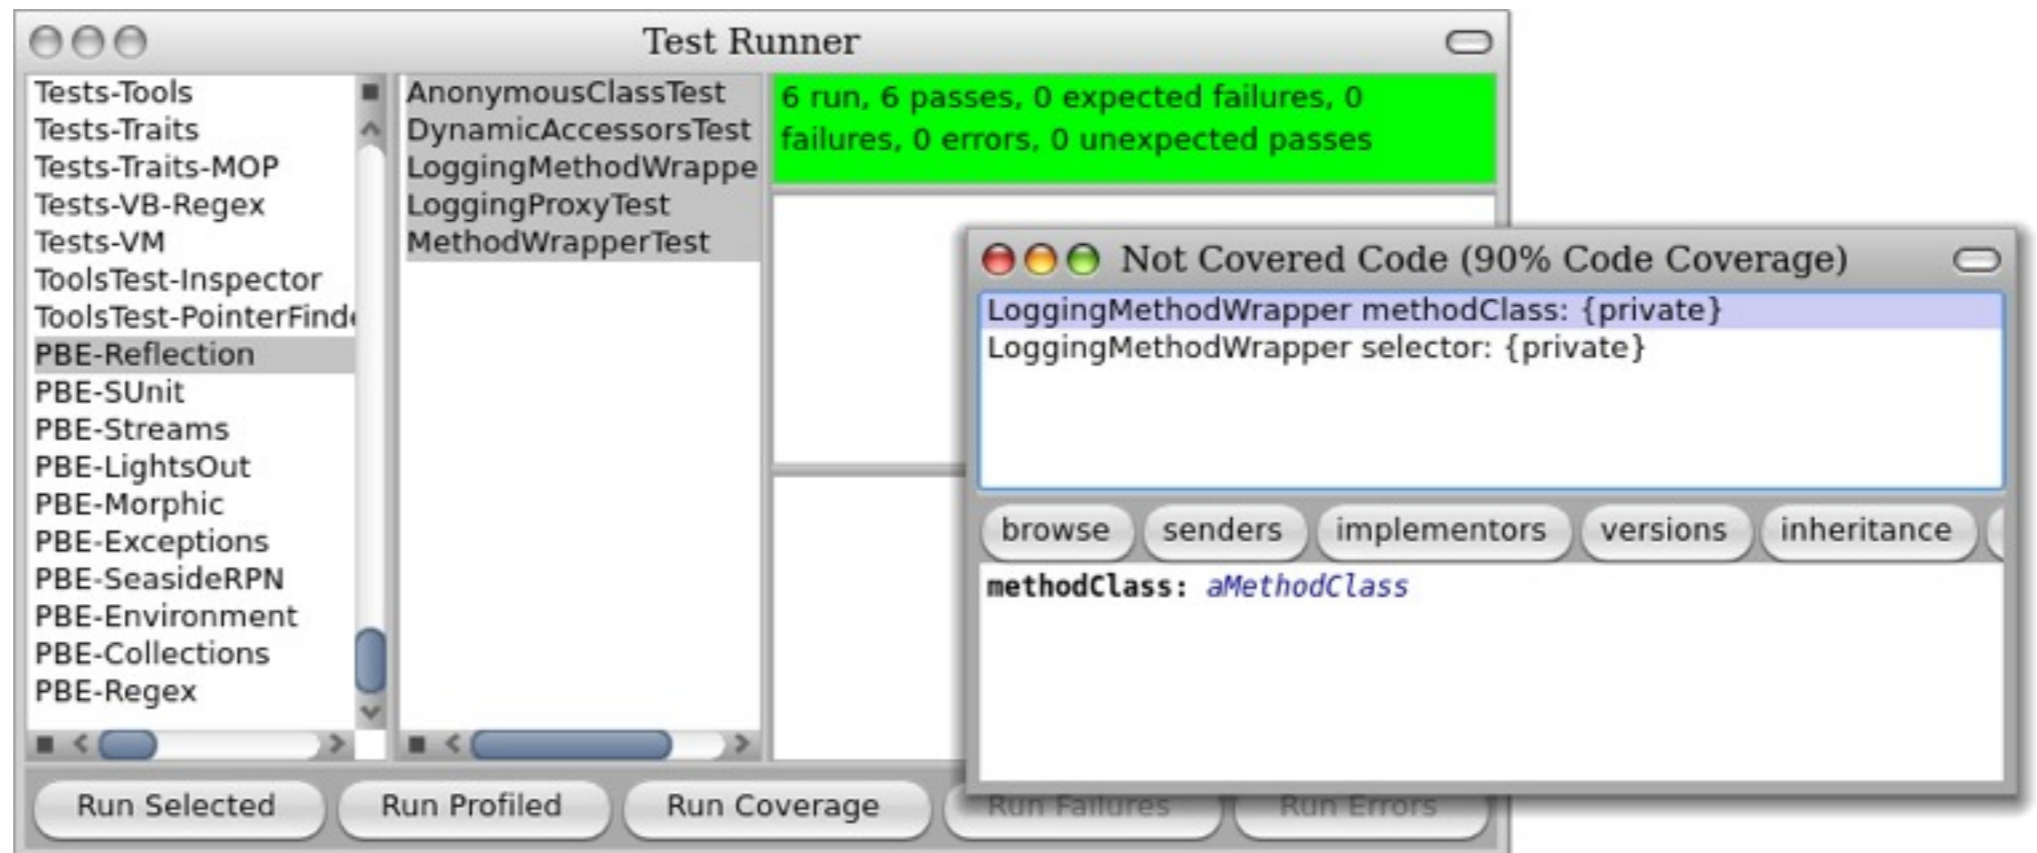 Test Runner
Tests-Tools
Tests-Traits
Tests-Traits-MOP
Tests-VB-Regex
Tests-VM
ToolsTest-Inspector
ToolsTest-PointerFinde
PBE-Reflection
PBE-SUnit
PBE-Streams
PBE-LightsOut
PBE-Morphic
PBE-Exceptions
PBE-SeasideRPN
PBE-Environment
PBE-Collections
PBE-Regex
AnonymousClassTest
DynamicAccessorsTest
LoggingMethodWrappe
LoggingProxyTest
MethodWrapperTest
6 run, 6 passes, 0 expected failures, 0
failures, 0 errors, 0 unexpected passes
Not Covered Code (90% Code Coverage)
LoggingMethodWrapper methodClass: {private}
LoggingMethodWrapper selector: {private}
browse senders implementors versions inheritance
methodClass: aMethodClass
Run Selected Run Profiled Run Coverage Run Failures Run Errors